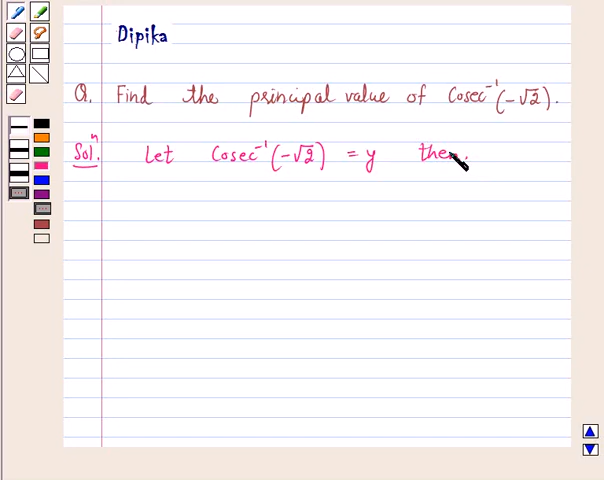 Dipika
Q. Find the principal value of Cosec⁻¹(-√2).
Solⁿ. Let Cosec⁻¹(-√2) = y then.